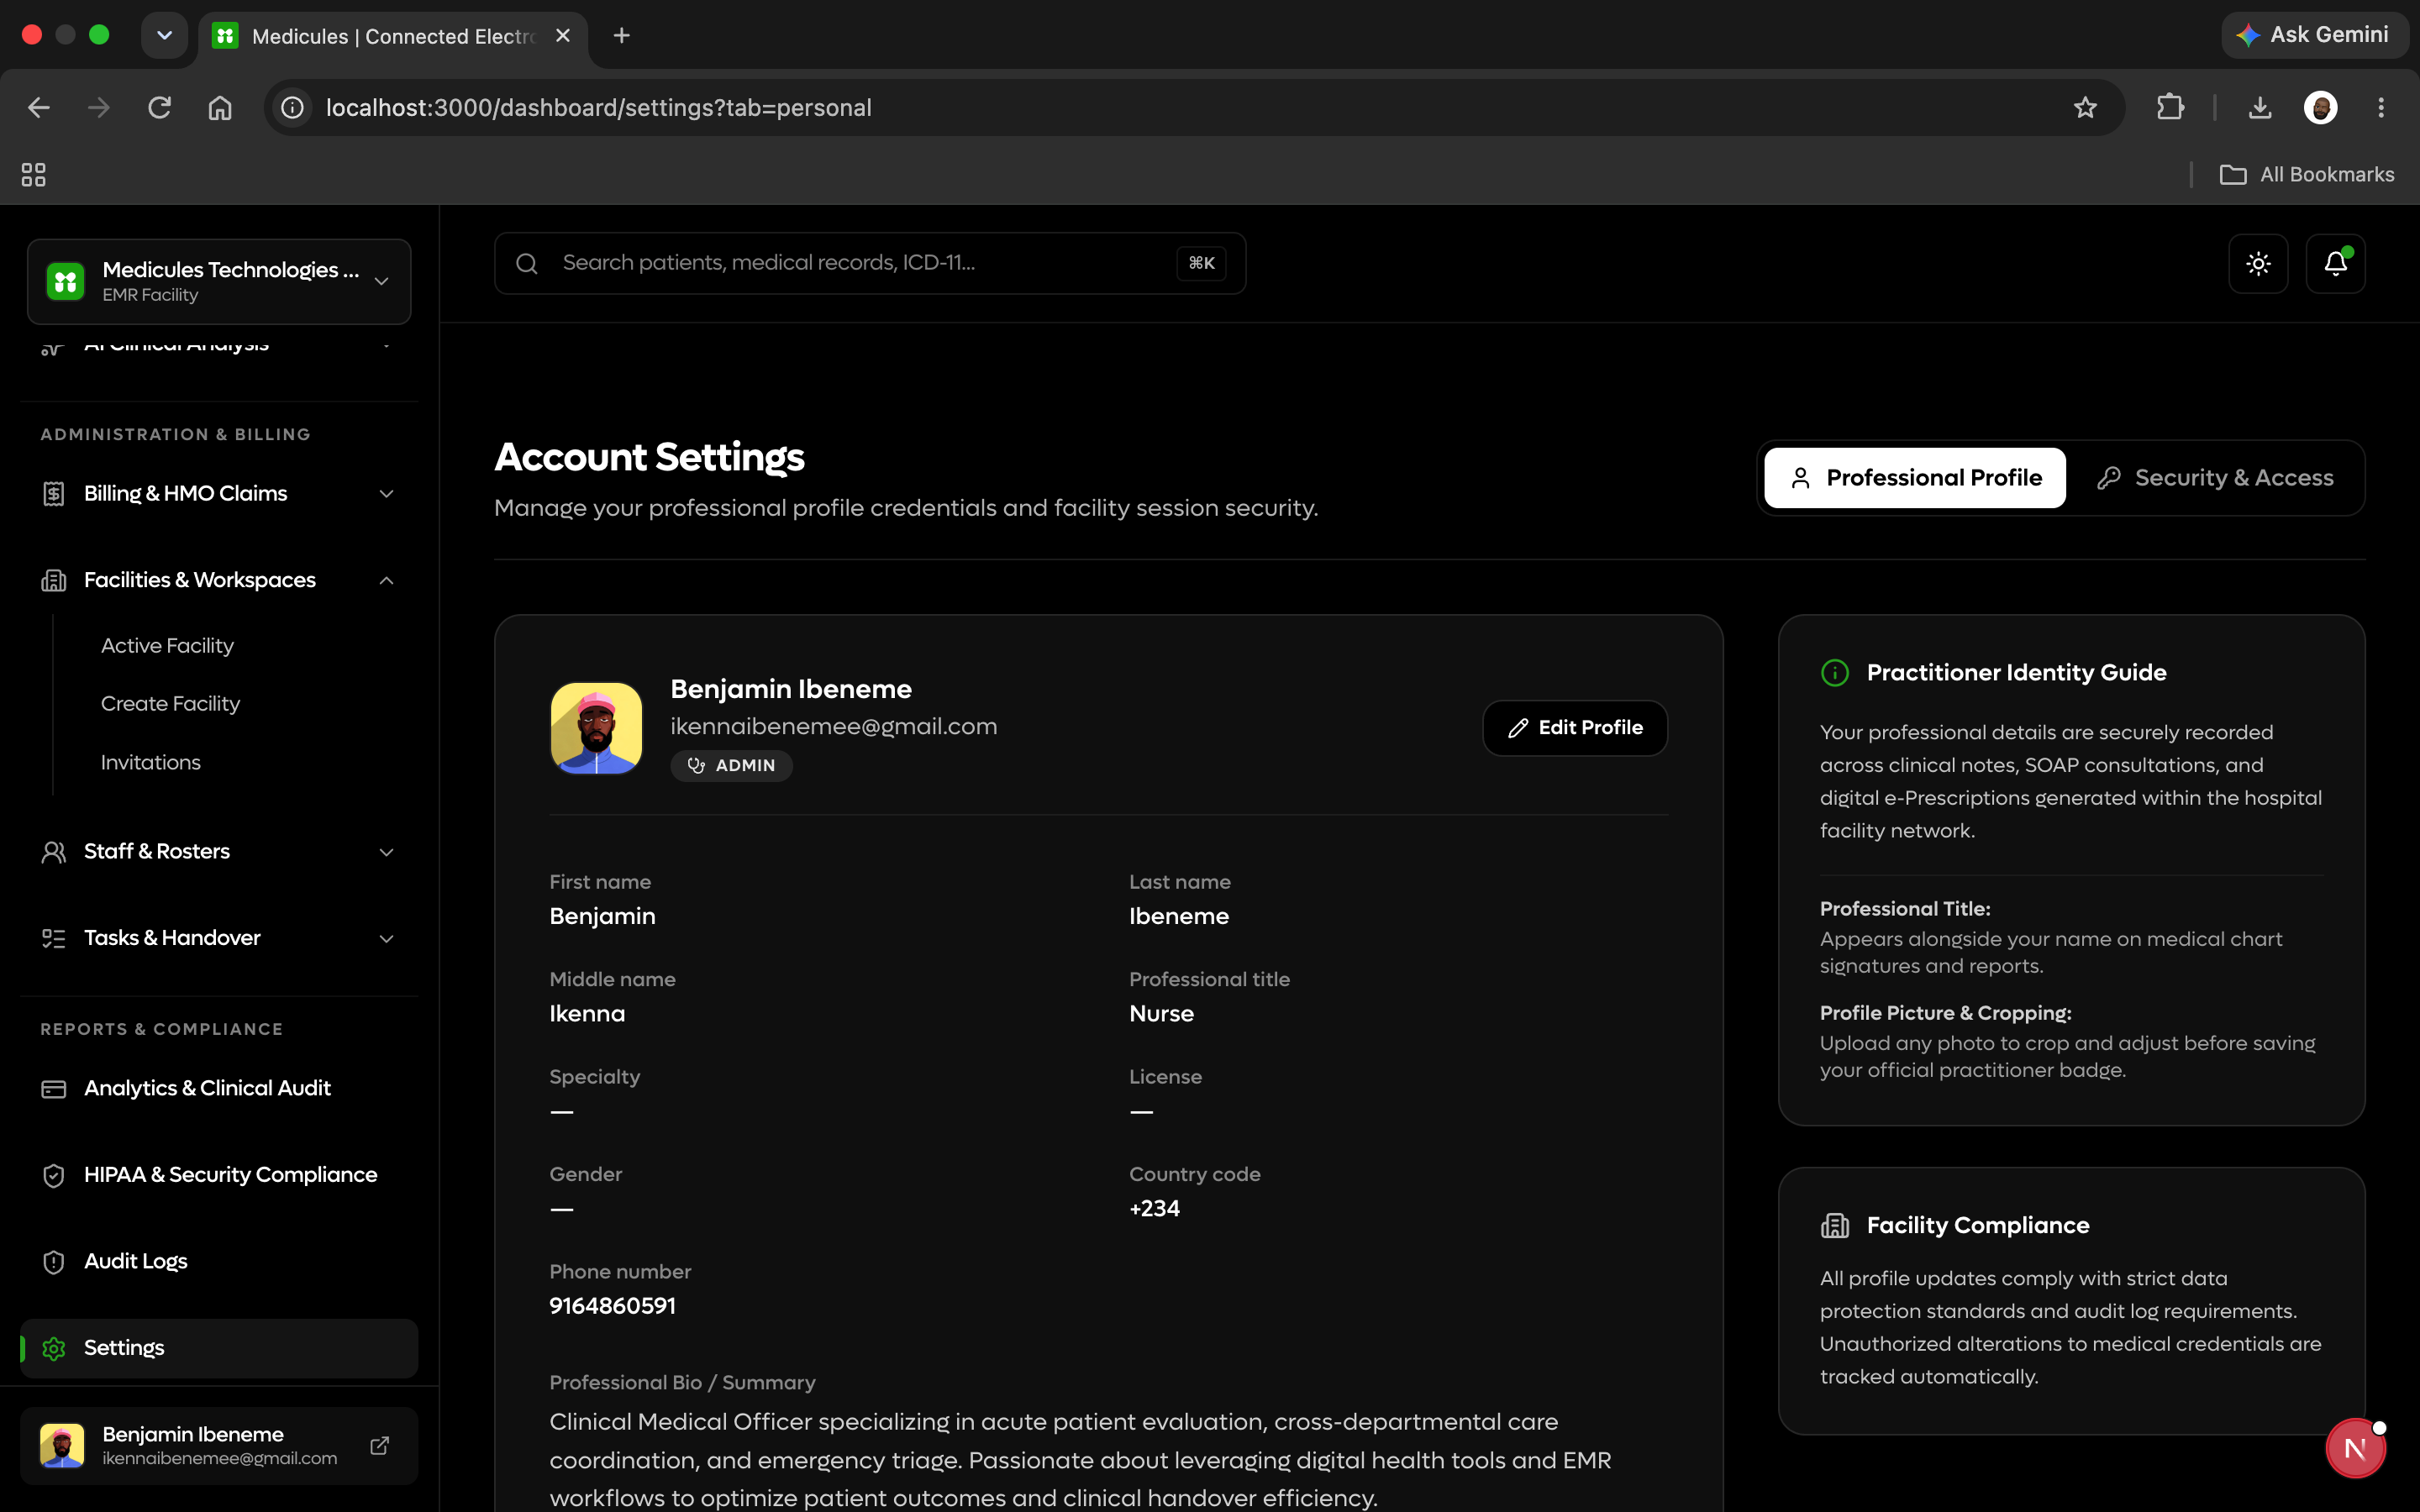 Medicules | Connected Electro
Ask Gemini
localhost:3000/dashboard/settings?tab=personal
All Bookmarks
Medicules Technologies ...
EMR Facility
Search patients, medical records, ICD-11...
⌘K
AI Clinical Analysis
ADMINISTRATION & BILLING
Billing & HMO Claims
Facilities & Workspaces
Active Facility
Create Facility
Invitations
Staff & Rosters
Tasks & Handover
REPORTS & COMPLIANCE
Analytics & Clinical Audit
HIPAA & Security Compliance
Audit Logs
Settings
Benjamin Ibeneme
ikennaibenemee@gmail.com
Account Settings
Manage your professional profile credentials and facility session security.
Professional Profile
Security & Access
Benjamin Ibeneme
ikennaibenemee@gmail.com
ADMIN
Edit Profile
First name
Benjamin
Last name
Ibeneme
Middle name
Ikenna
Professional title
Nurse
Specialty
—
License
—
Gender
—
Country code
+234
Phone number
9164860591
Professional Bio / Summary
Clinical Medical Officer specializing in acute patient evaluation, cross-departmental care
coordination, and emergency triage. Passionate about leveraging digital health tools and EMR
workflows to optimize patient outcomes and clinical handover efficiency.
Practitioner Identity Guide
Your professional details are securely recorded
across clinical notes, SOAP consultations, and
digital e-Prescriptions generated within the hospital
facility network.
Professional Title:
Appears alongside your name on medical chart
signatures and reports.
Profile Picture & Cropping:
Upload any photo to crop and adjust before saving
your official practitioner badge.
Facility Compliance
All profile updates comply with strict data
protection standards and audit log requirements.
Unauthorized alterations to medical credentials are
tracked automatically.
N